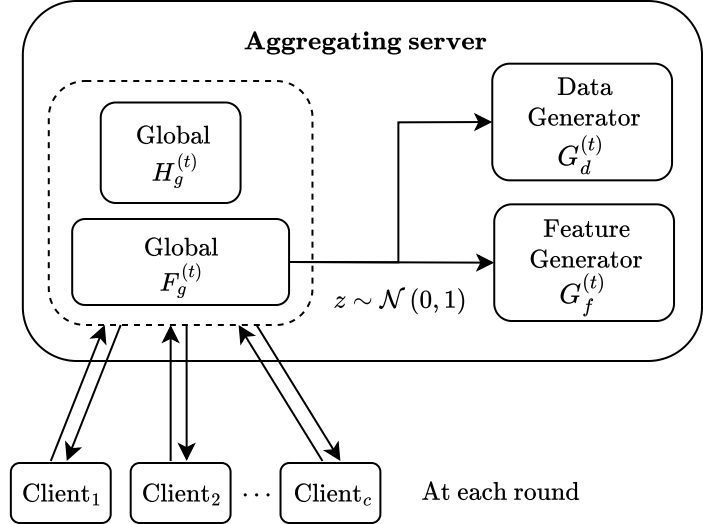 Aggregating server
Global
H_g^{(t)}
Global
F_g^{(t)}
Data
Generator
G_d^{(t)}
Feature
Generator
G_f^{(t)}
z ∼ 𝒩 (0, 1)
Client_1
Client_2
···
Client_c
At each round